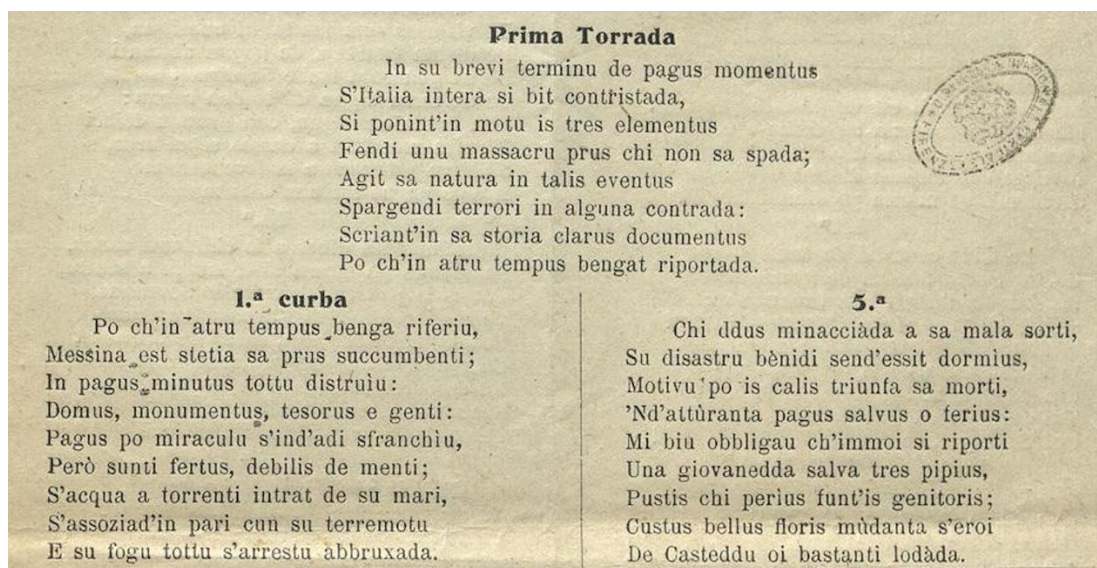 Prima Torrada
In su brevi terminu de pagus momentus
S'Italia intera si bit contristada,
Si ponint'in motu is tres elementus
Fendi unu massacru prus chi non sa spada;
Agit sa natura in talis eventus
Spargendi terrori in alguna contrada:
Scriant'in sa storia clarus documentus
Po ch'in atru tempus bengat riportada.
1.ª curba
Po ch'in atru tempus benga riferiu,
Messina est stetia sa prus succumbenti;
In pagus minutus tottu distruìu:
Domus, monumentus, tesorus e genti:
Pagus po miraculu s'ind'adi sfranchìu,
Però sunti fertus, debilis de menti;
S'acqua a torrenti intrat de su mari,
S'assoziad'in pari cun su terremotu
E su fogu tottu s'arrestu abbruxada.
5.ª
Chi ddus minacciàda a sa mala sorti,
Su disastru bènidi send'essit dormìus,
Motivu po is calis triunfa sa morti,
'Nd'attùranta pagus salvus o ferius:
Mi biu obbligau ch'immoi si riporti
Una giovanedda salva tres pipius,
Pustis chi perìus funt'is genitoris;
Custus bellus floris mùdanta s'eroi
De Casteddu oi bastanti lodàda.